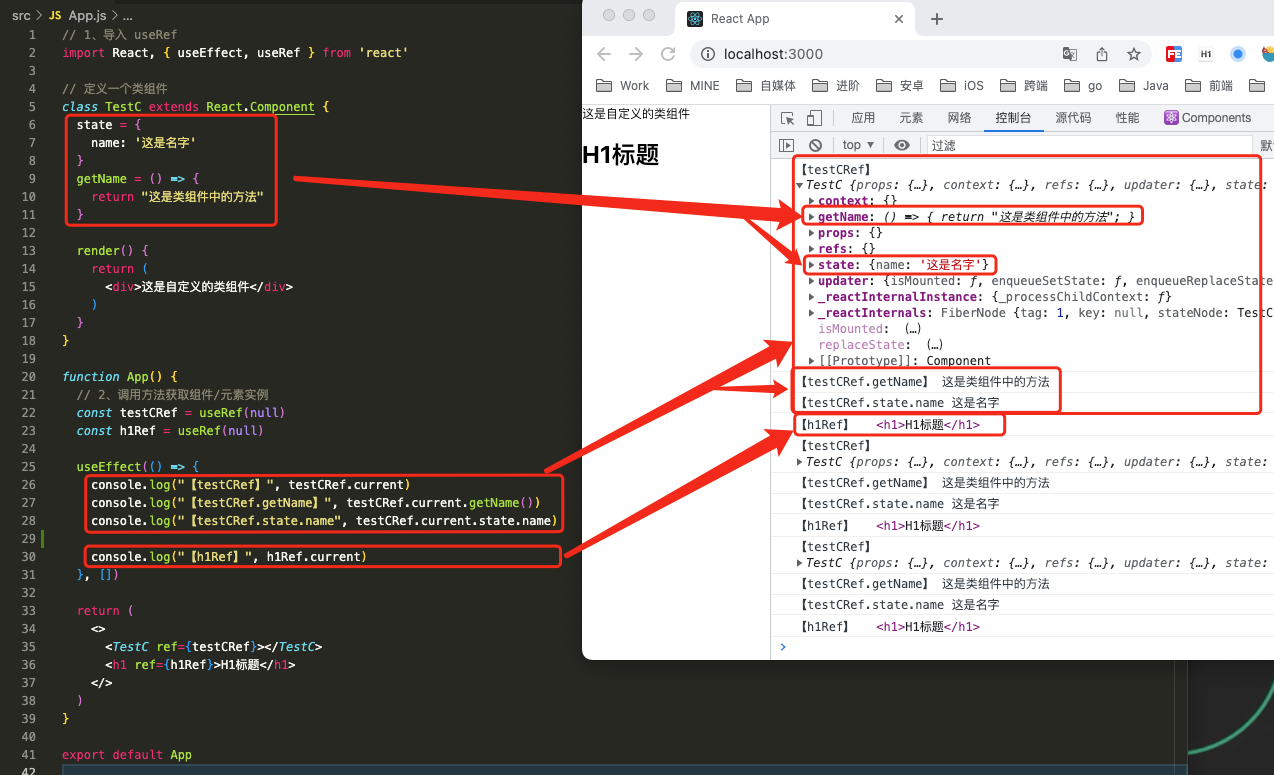 src > JS App.js > ...
1 // 1、导入 useRef
2 import React, { useEffect, useRef } from 'react'
3
4 // 定义一个类组件
5 class TestC extends React.Component {
6 state = {
7 name: '这是名字'
8 }
9 getName = () => {
10 return "这是类组件中的方法"
11 }
12
13 render() {
14 return (
15 <div>这是自定义的类组件</div>
16 )
17 }
18 }
19
20 function App() {
21 // 2、调用方法获取组件/元素实例
22 const testCRef = useRef(null)
23 const h1Ref = useRef(null)
24
25 useEffect(() => {
26 console.log("【testCRef】", testCRef.current)
27 console.log("【testCRef.getName】", testCRef.current.getName())
28 console.log("【testCRef.state.name", testCRef.current.state.name)
29
30 console.log("【h1Ref】", h1Ref.current)
31 }, [])
32
33 return (
34 <>
35 <TestC ref={testCRef}></TestC>
36 <h1 ref={h1Ref}>H1标题</h1>
37 </>
38 )
39 }
40
41 export default App
42
React App
localhost:3000
FE H1
Work MINE 自媒体 进阶 安卓 iOS 跨端 go Java 前端
这是自定义的类组件
H1标题
应用 元素 网络 控制台 源代码 性能 Components
top ▼ 过滤 默
【testCRef】
TestC {props: {…}, context: {…}, refs: {…}, updater: {…}, state:
context: {}
getName: () => { return "这是类组件中的方法"; }
props: {}
refs: {}
state: {name: '这是名字'}
updater: {isMounted: ƒ, enqueueSetState: ƒ, enqueueReplaceState
_reactInternalInstance: {_processChildContext: ƒ}
_reactInternals: FiberNode {tag: 1, key: null, stateNode: TestC
isMounted: (…)
replaceState: (…)
[[Prototype]]: Component
【testCRef.getName】 这是类组件中的方法
【testCRef.state.name 这是名字
【h1Ref】 <h1>H1标题</h1>
【testCRef】
TestC {props: {…}, context: {…}, refs: {…}, updater: {…}, state:
【testCRef.getName】 这是类组件中的方法
【testCRef.state.name 这是名字
【h1Ref】 <h1>H1标题</h1>
【testCRef】
TestC {props: {…}, context: {…}, refs: {…}, updater: {…}, state:
【testCRef.getName】 这是类组件中的方法
【testCRef.state.name 这是名字
【h1Ref】 <h1>H1标题</h1>